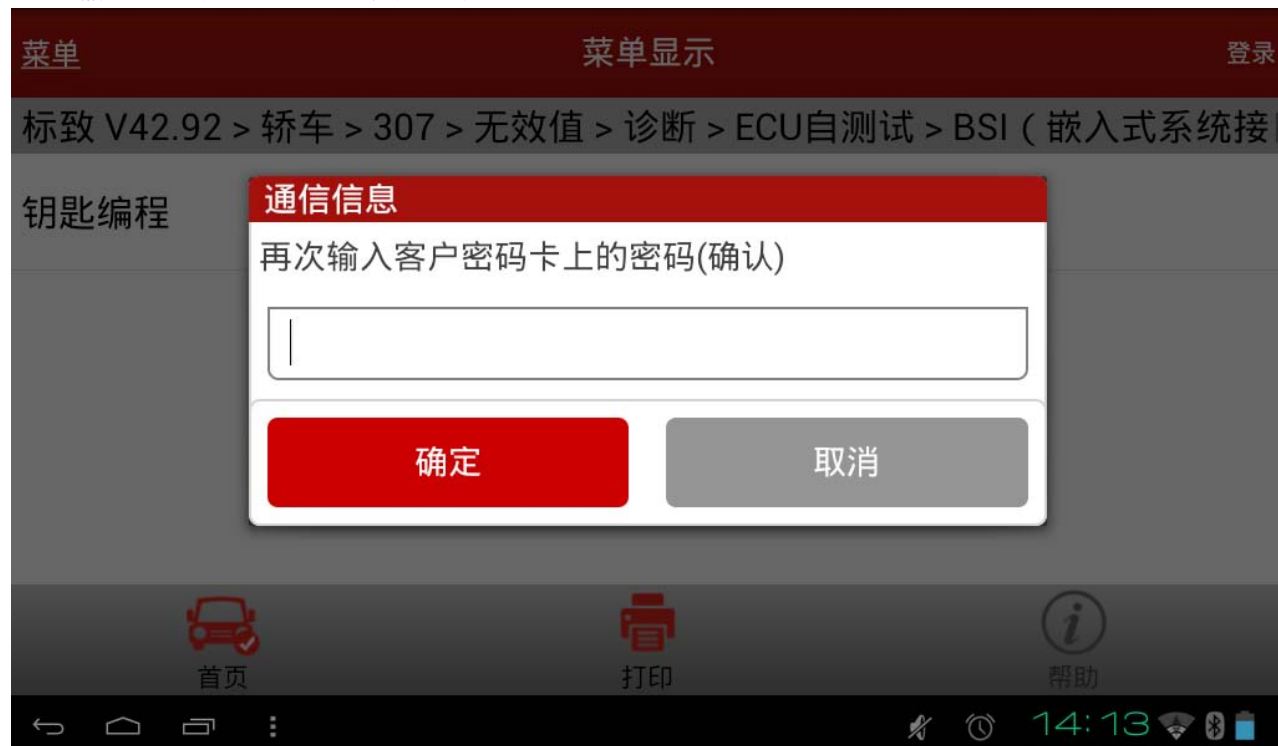 菜单 菜单显示 登录
标致 V42.92 > 轿车 > 307 > 无效值 > 诊断 > ECU自测试 > BSI ( 嵌入式系统接
钥匙编程
通信信息
再次输入客户密码卡上的密码(确认)
确定 取消
首页 打印 帮助
14:13